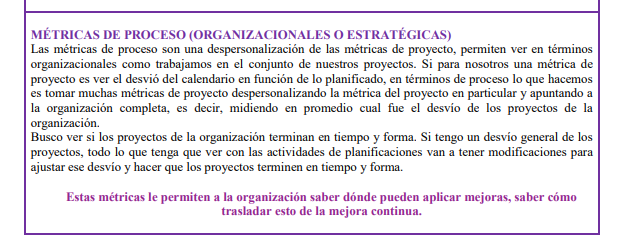 MÉTRICAS DE PROCESO (ORGANIZACIONALES O ESTRATÉGICAS)
Las métricas de proceso son una despersonalización de las métricas de proyecto, permiten ver en términos
organizacionales como trabajamos en el conjunto de nuestros proyectos. Si para nosotros una métrica de
proyecto es ver el desvió del calendario en función de lo planificado, en términos de proceso lo que hacemos
es tomar muchas métricas de proyecto despersonalizando la métrica del proyecto en particular y apuntando a
la organización completa, es decir, midiendo en promedio cual fue el desvío de los proyectos de la
organización.
Busco ver si los proyectos de la organización terminan en tiempo y forma. Si tengo un desvío general de los
proyectos, todo lo que tenga que ver con las actividades de planificaciones van a tener modificaciones para
ajustar ese desvío y hacer que los proyectos terminen en tiempo y forma.
Estas métricas le permiten a la organización saber dónde pueden aplicar mejoras, saber cómo
trasladar esto de la mejora continua.